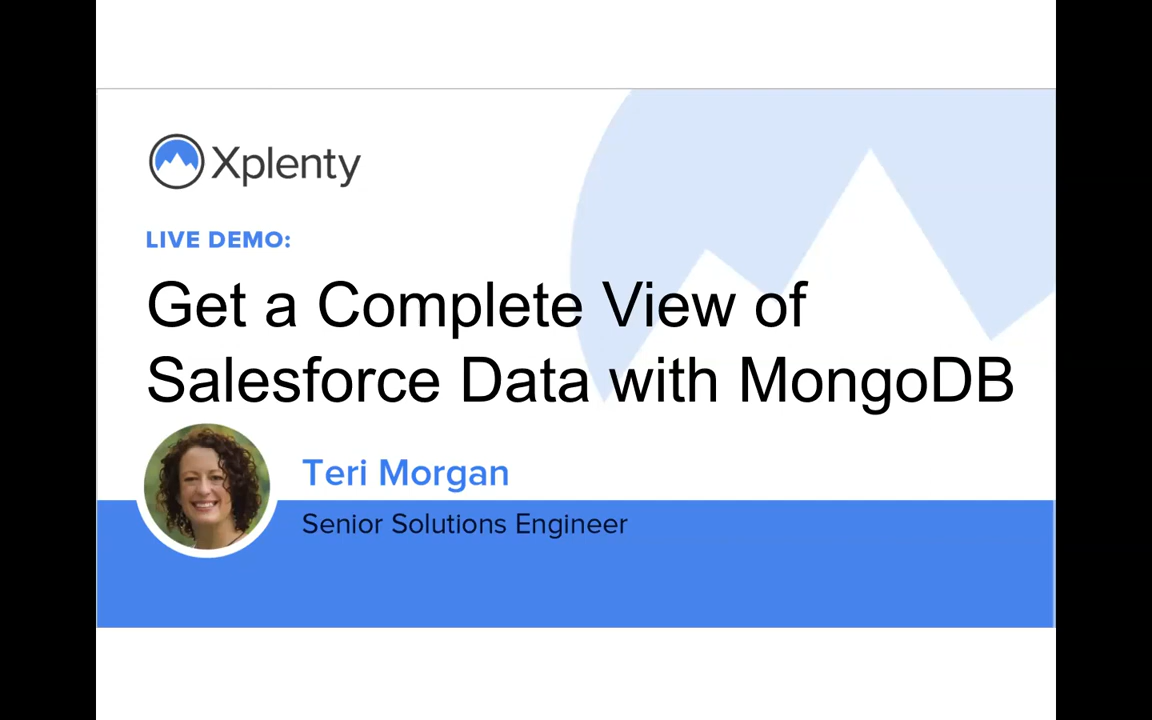 Xplenty
LIVE DEMO:
Get a Complete View of
Salesforce Data with MongoDB
Teri Morgan
Senior Solutions Engineer